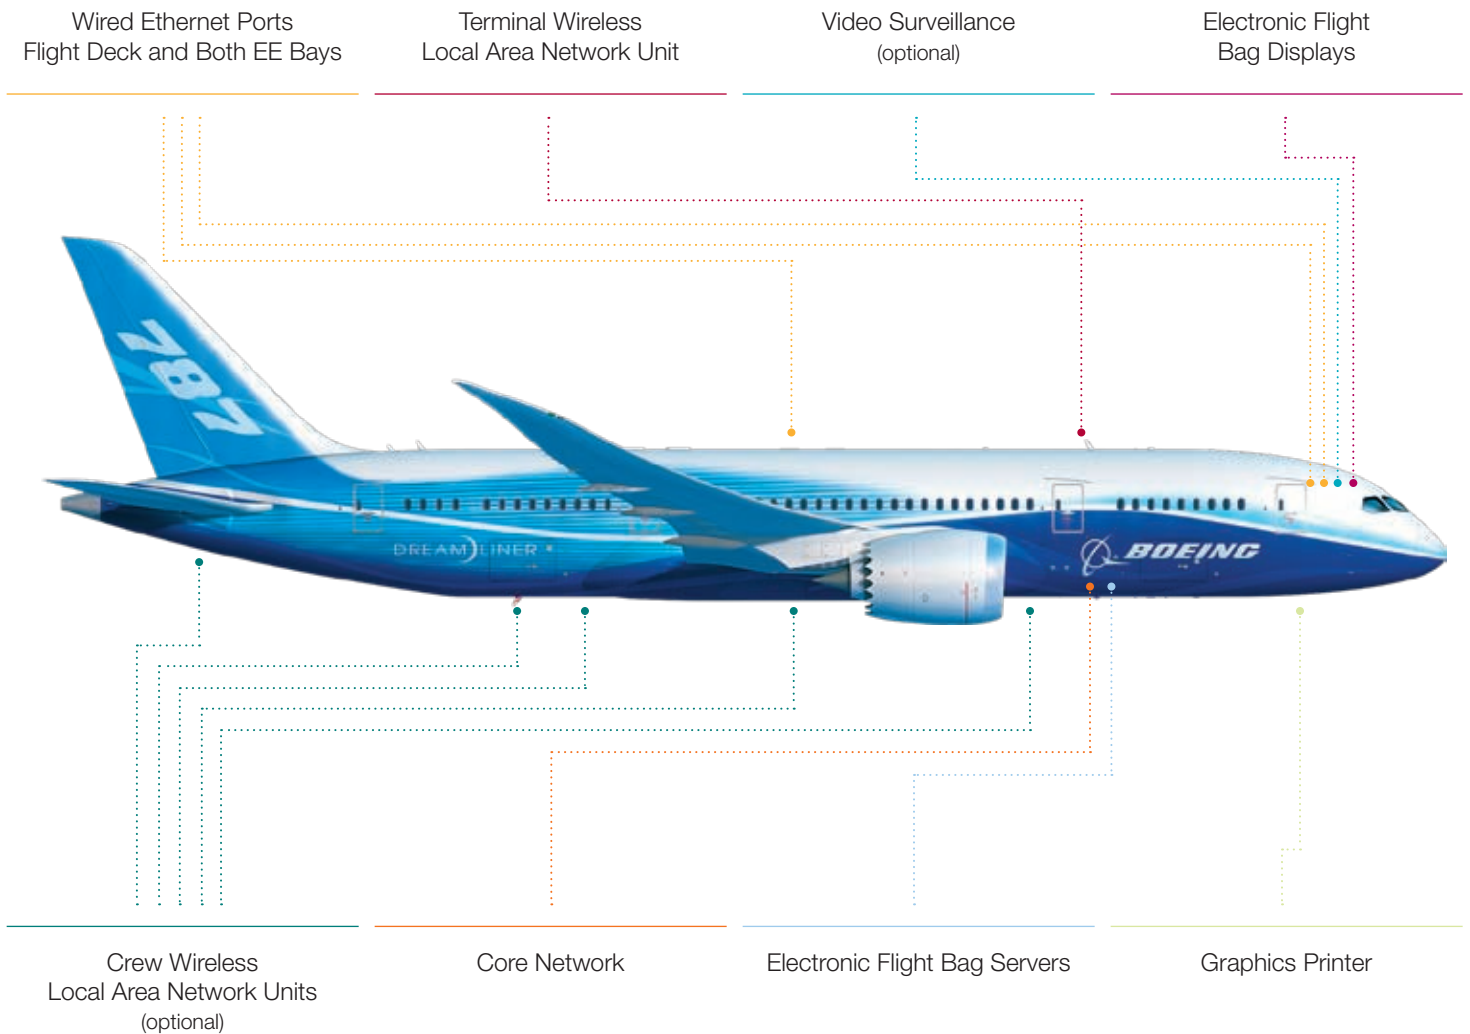 Wired Ethernet Ports
Flight Deck and Both EE Bays
Terminal Wireless
Local Area Network Unit
Video Surveillance
(optional)
Electronic Flight
Bag Displays
787
DREAMLINER
BOEING
Crew Wireless
Local Area Network Units
(optional)
Core Network
Electronic Flight Bag Servers
Graphics Printer